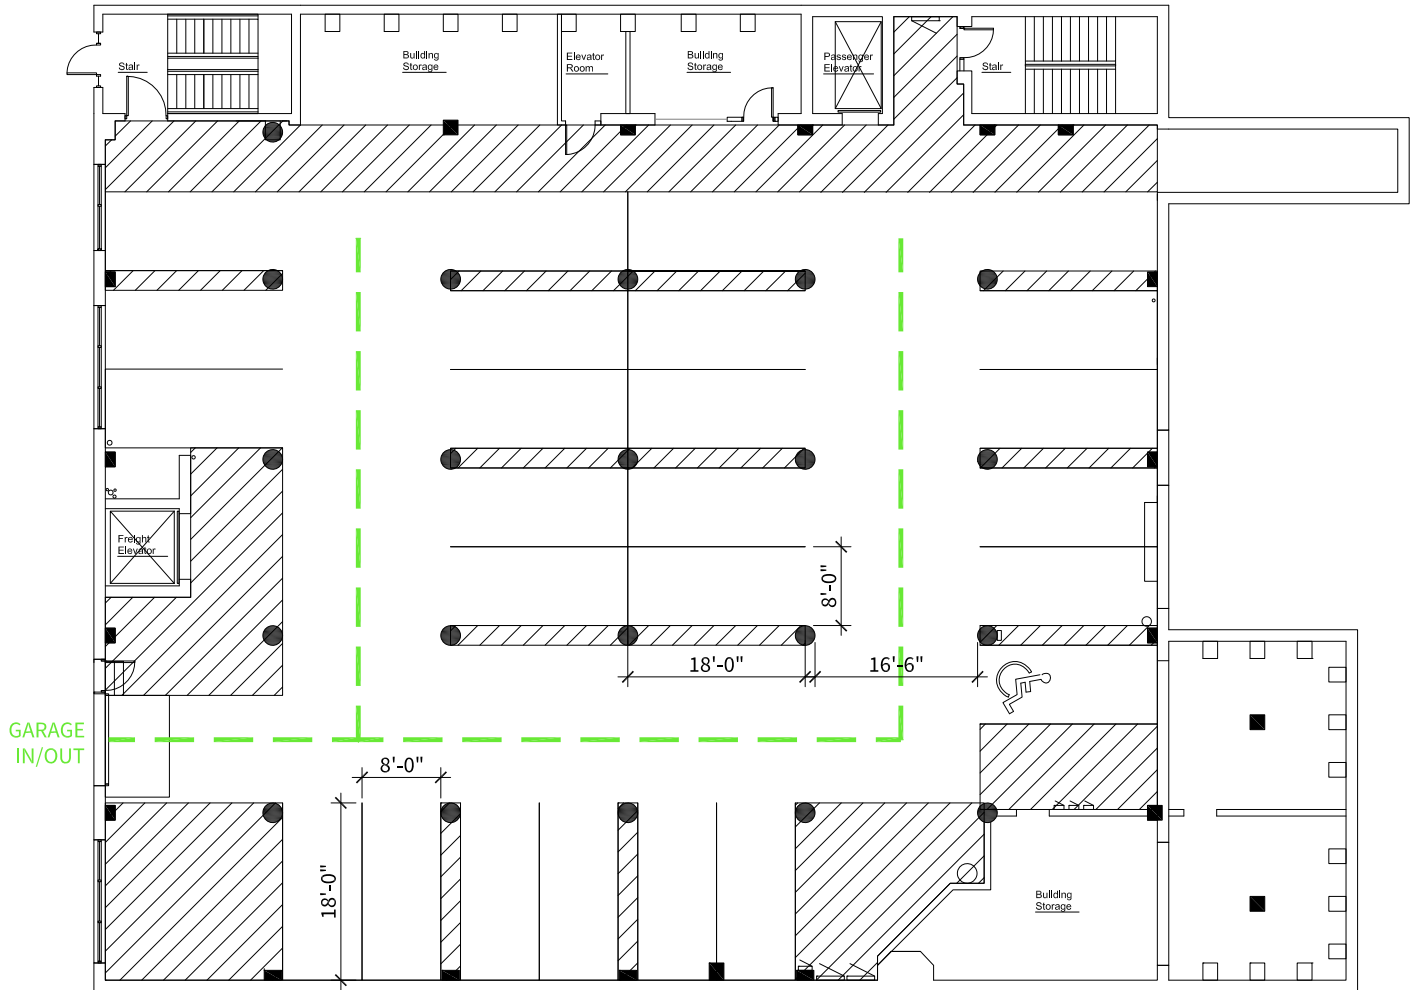 Stair
Building
Storage
Elevator
Room
Building
Storage
Passenger
Elevator
Stair
Freight
Elevator
8'-0"
18'-0"
16'-6"
GARAGE
IN/OUT
8'-0"
18'-0"
Building
Storage